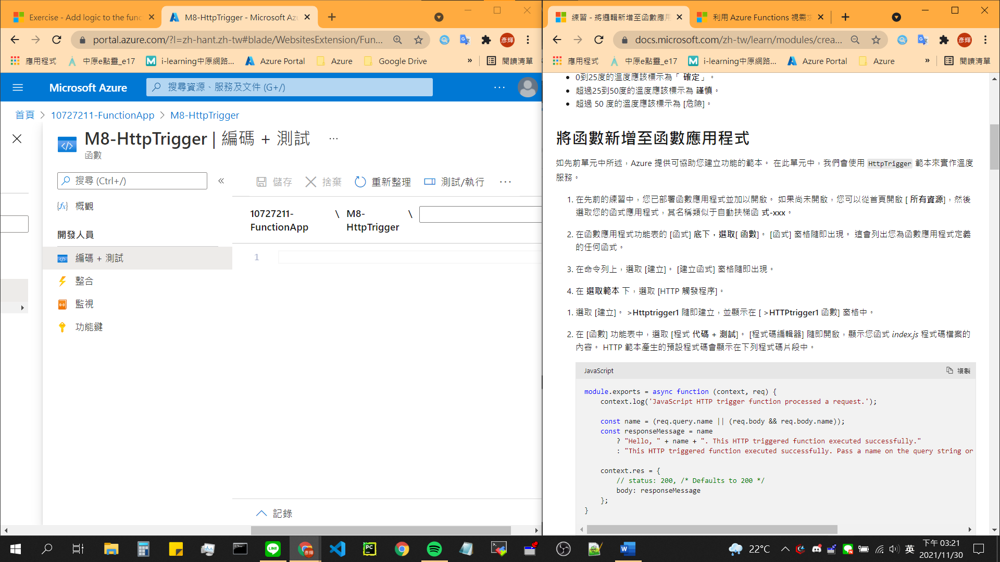 Exercise - Add logic to the func
M8-HttpTrigger - Microsoft Azu
portal.azure.com/?l=zh-hant.zh-tw#blade/WebsitesExtension/Fun...
彥輝
應用程式
中原e點靈_e17
i-learning中原網路...
Azure Portal
Azure
Google Drive
»
閱讀清單
Microsoft Azure
搜尋資源、服務及文件 (G+/)
首頁 > 10727211-FunctionApp > M8-HttpTrigger
M8-HttpTrigger | 編碼 + 測試
函數
搜尋 (Ctrl+/)
«
概觀
開發人員
編碼 + 測試
整合
監視
功能鍵
儲存
捨棄
重新整理
測試/執行
10727211-
FunctionApp
\
M8-
HttpTrigger
\
1
記錄
練習 - 將邏輯新增至函數應用
利用 Azure Functions 視需求
docs.microsoft.com/zh-tw/learn/modules/crea...
彥輝
應用程式
中原e點靈_e17
i-learning中原網路...
Azure Portal
Azure
»
閱讀清單
0到25度的溫度應該標示為「 確定」。
超過25到50度的溫度應該標示為 謹慎。
超過 50 度的溫度應該標示為 [危險]。
將函數新增至函數應用程式
如先前單元中所述，Azure 提供可協助您建立功能的範本。 在此單元中，我們會使用 HttpTrigger 範本來實作溫度
服務。
1. 在先前的練習中，您已部署函數應用程式並加以開啟。 如果尚未開啟，您可以從首頁開啟 [ 所有資源]，然後
選取您的函式應用程式，其名稱類似于自動扶梯函 式-xxx。
2. 在函數應用程式功能表的 [函式] 底下，選取[ 函數]。 [函式] 窗格隨即出現。 這會列出您為函數應用程式定義
的任何函式。
3. 在命令列上，選取 [建立]。 [建立函式] 窗格隨即出現。
4. 在 選取範本 下，選取 [HTTP 觸發程序]。
1. 選取 [建立]。 >Httptrigger1 隨即建立，並顯示在 [ >HTTPtrigger1 函數] 窗格中。
2. 在 [函數] 功能表中，選取 [程式 代碼 + 測試]。 [程式碼編輯器] 隨即開啟，顯示您函式 index.js 程式碼檔案的
內容。 HTTP 範本產生的預設程式碼會顯示在下列程式碼片段中。
JavaScript
複製
module.exports = async function (context, req) {
context.log('JavaScript HTTP trigger function processed a request.');
const name = (req.query.name || (req.body && req.body.name));
const responseMessage = name
? "Hello, " + name + ". This HTTP triggered function executed successfully."
: "This HTTP triggered function executed successfully. Pass a name on the query string or
context.res = {
// status: 200, /* Defaults to 200 */
body: responseMessage
};
}
22°C
英
下午 03:21
2021/11/30